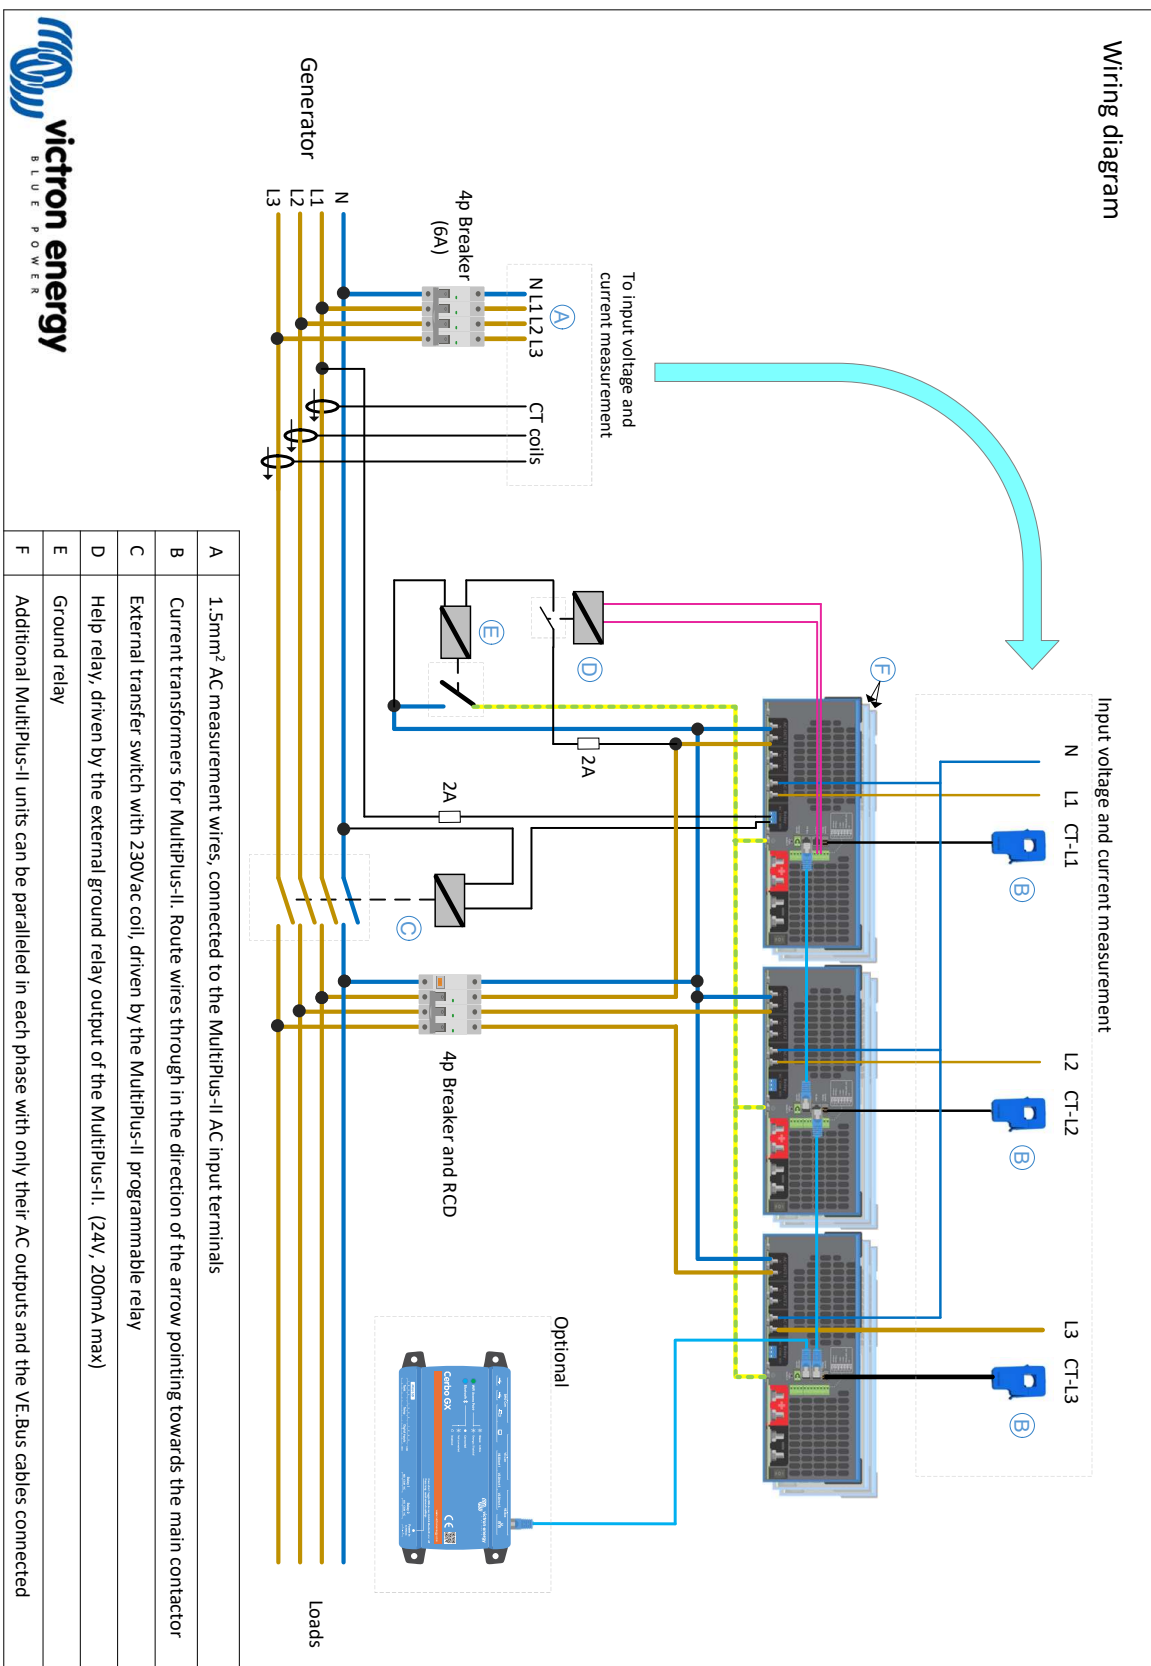 Wiring diagram
Input voltage and current measurement
N
L1
CT-L1
L2
CT-L2
L3
CT-L3
B
B
B
F
To input voltage and
current measurement
A
N L1 L2 L3
CT coils
4p Breaker
(6A)
D
E
2A
2A
C
4p Breaker and RCD
Optional
Cerbo GX
victron energy
CE
Generator
N
L1
L2
L3
Loads
A 1.5mm² AC measurement wires, connected to the MultiPlus-II AC input terminals
B Current transformers for MultiPlus-II. Route wires through in the direction of the arrow pointing towards the main contactor
C External transfer switch with 230Vac coil, driven by the MultiPlus-II programmable relay
D Help relay, driven by the external ground relay output of the MultiPlus-II. (24V, 200mA max)
E Ground relay
F Additional MultiPlus-II units can be paralleled in each phase with only their AC outputs and the VE.Bus cables connected
victron energy
BLUE POWER